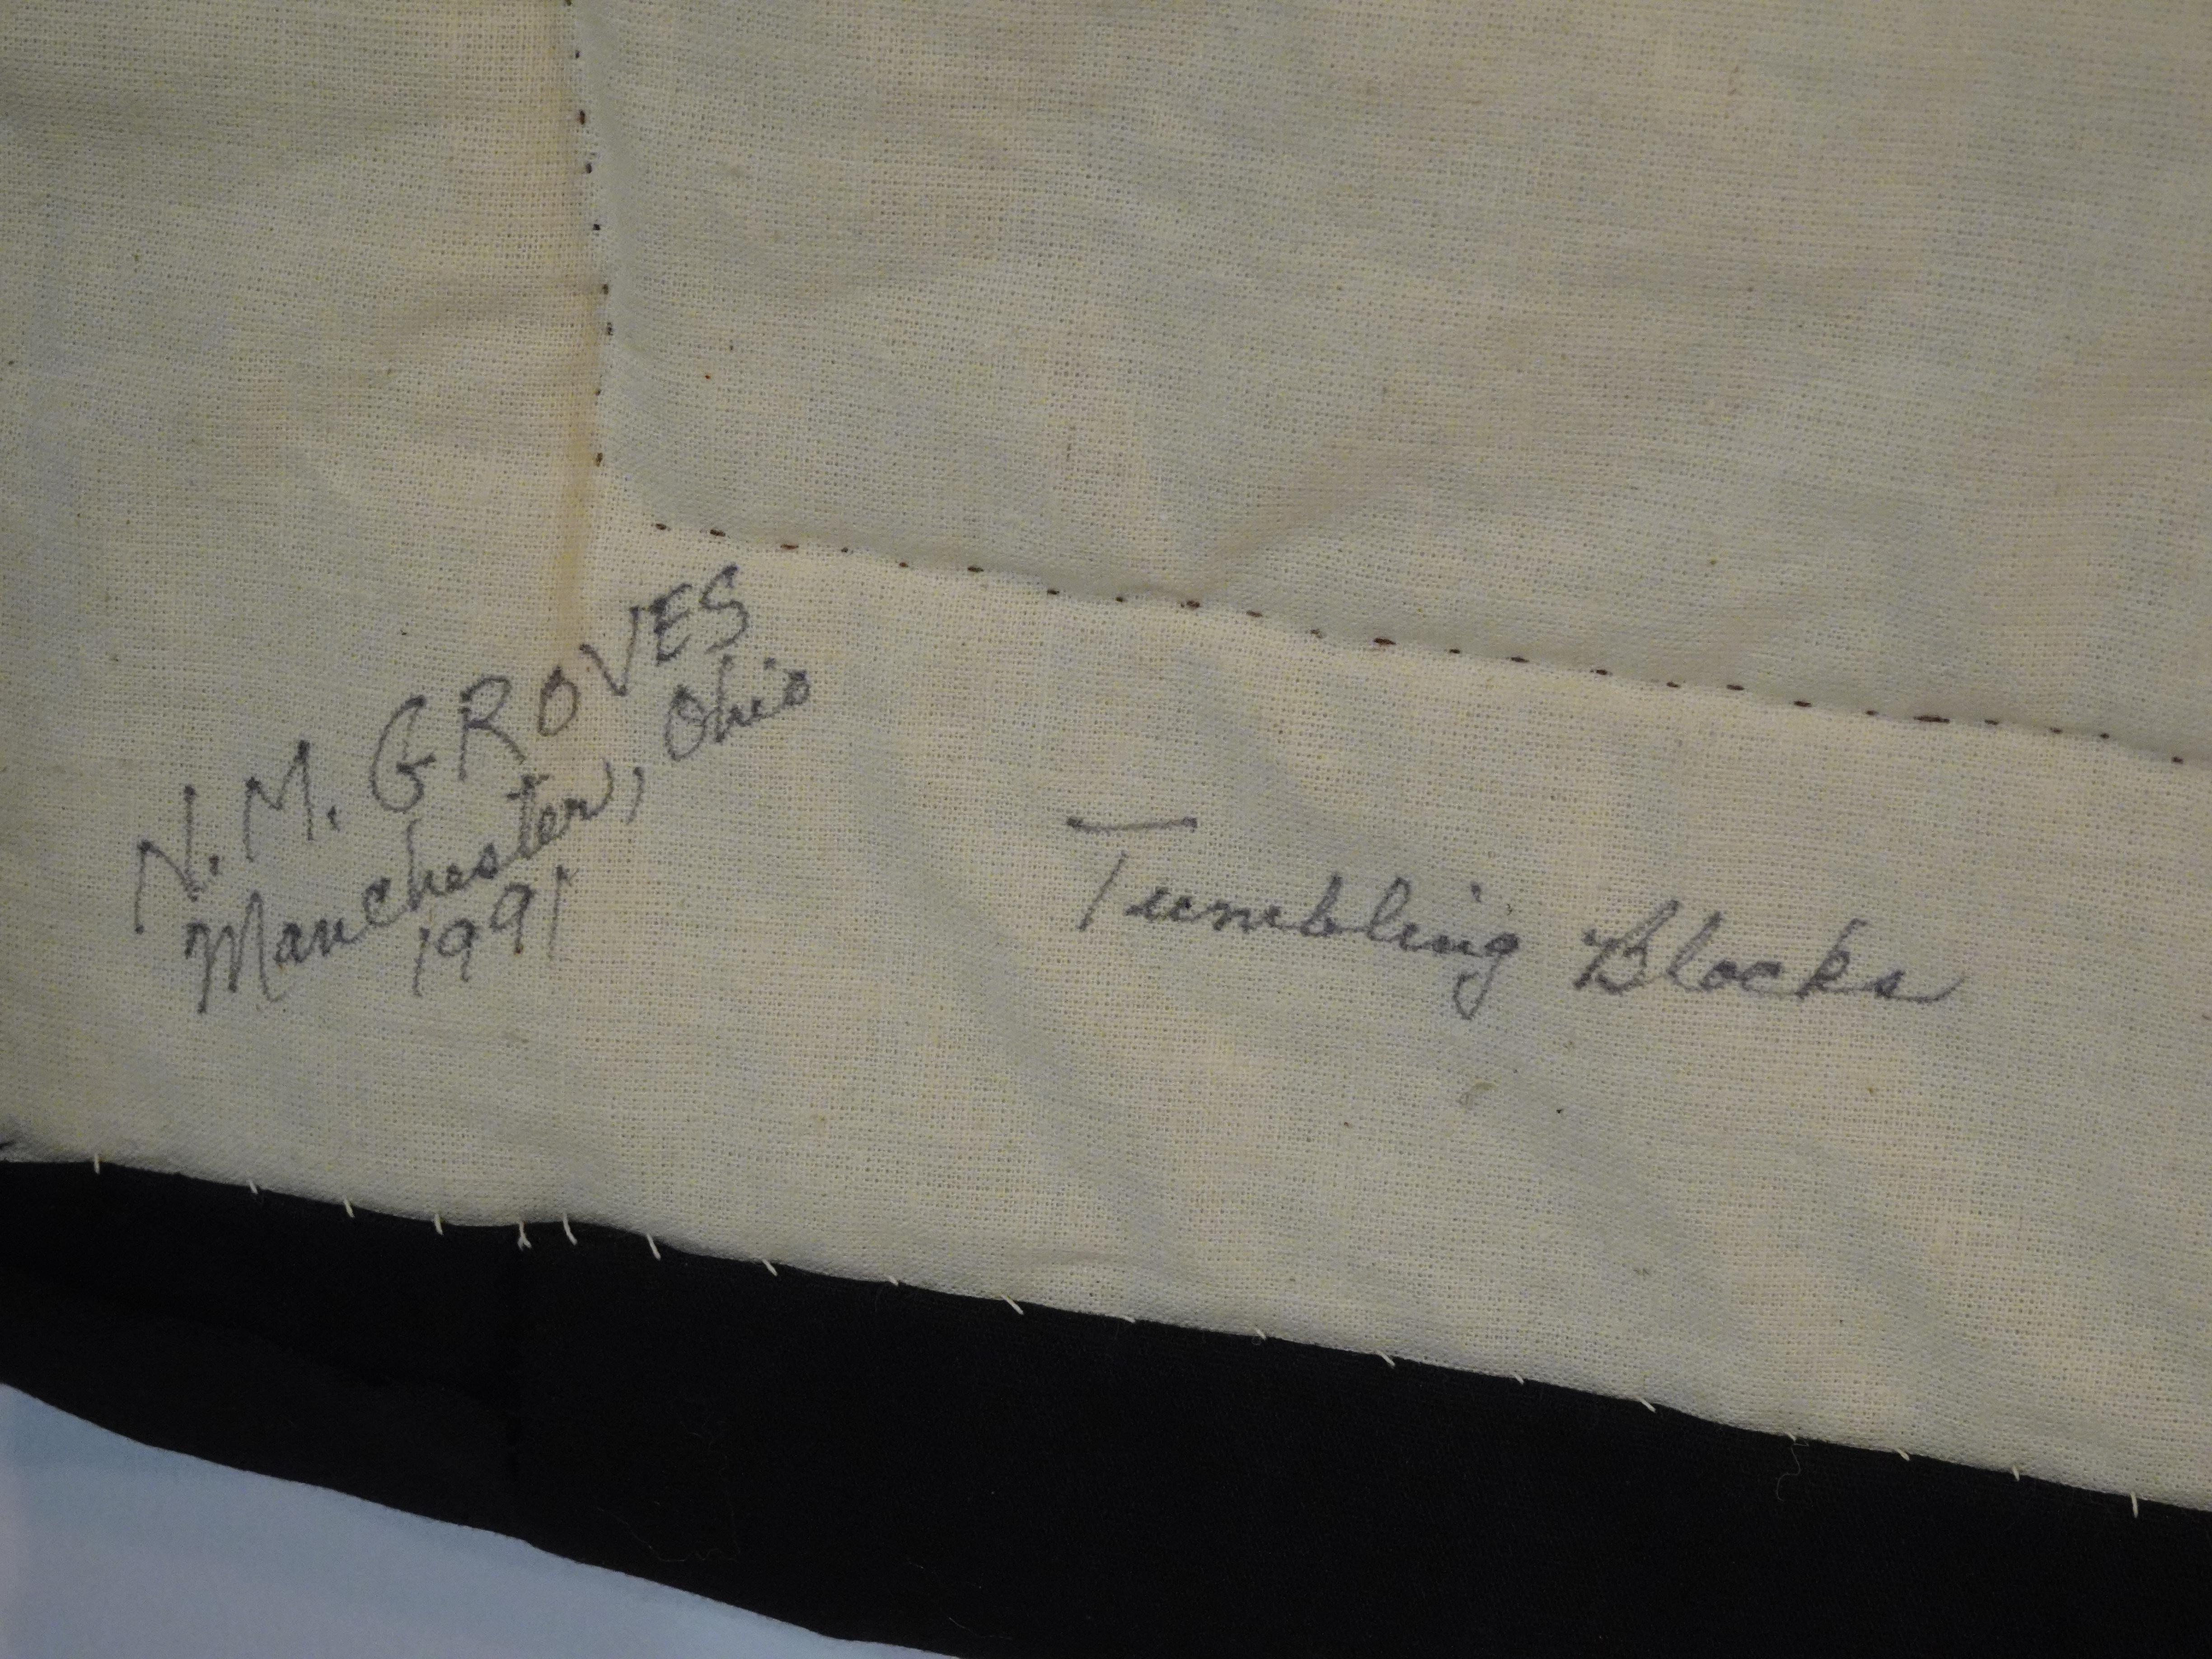 N. M. GROVES
Manchester, Ohio
1991
Tumbling Blocks